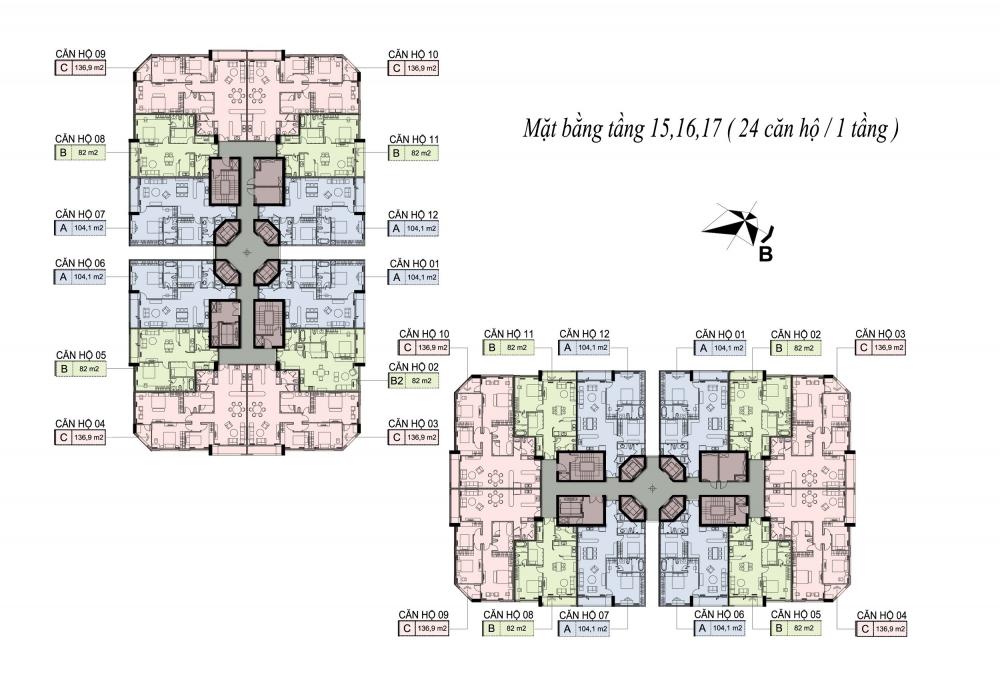 Mặt bằng tầng 15,16,17 ( 24 căn hộ / 1 tầng )
B
CĂN HỘ 09
C 136,9 m2
CĂN HỘ 10
C 136,9 m2
CĂN HỘ 08
B 82 m2
CĂN HỘ 11
B 82 m2
CĂN HỘ 07
A 104,1 m2
CĂN HỘ 12
A 104,1 m2
CĂN HỘ 06
A 104,1 m2
CĂN HỘ 01
A 104,1 m2
CĂN HỘ 05
B 82 m2
CĂN HỘ 02
B2 82 m2
CĂN HỘ 04
C 136,9 m2
CĂN HỘ 03
C 136,9 m2
CĂN HỘ 10 CĂN HỘ 11 CĂN HỘ 12 CĂN HỘ 01 CĂN HỘ 02 CĂN HỘ 03
C 136,9 m2 B 82 m2 A 104,1 m2 A 104,1 m2 B 82 m2 C 136,9 m2
CĂN HỘ 09 CĂN HỘ 08 CĂN HỘ 07 CĂN HỘ 06 CĂN HỘ 05 CĂN HỘ 04
C 136,9 m2 B 82 m2 A 104,1 m2 A 104,1 m2 B 82 m2 C 136,9 m2